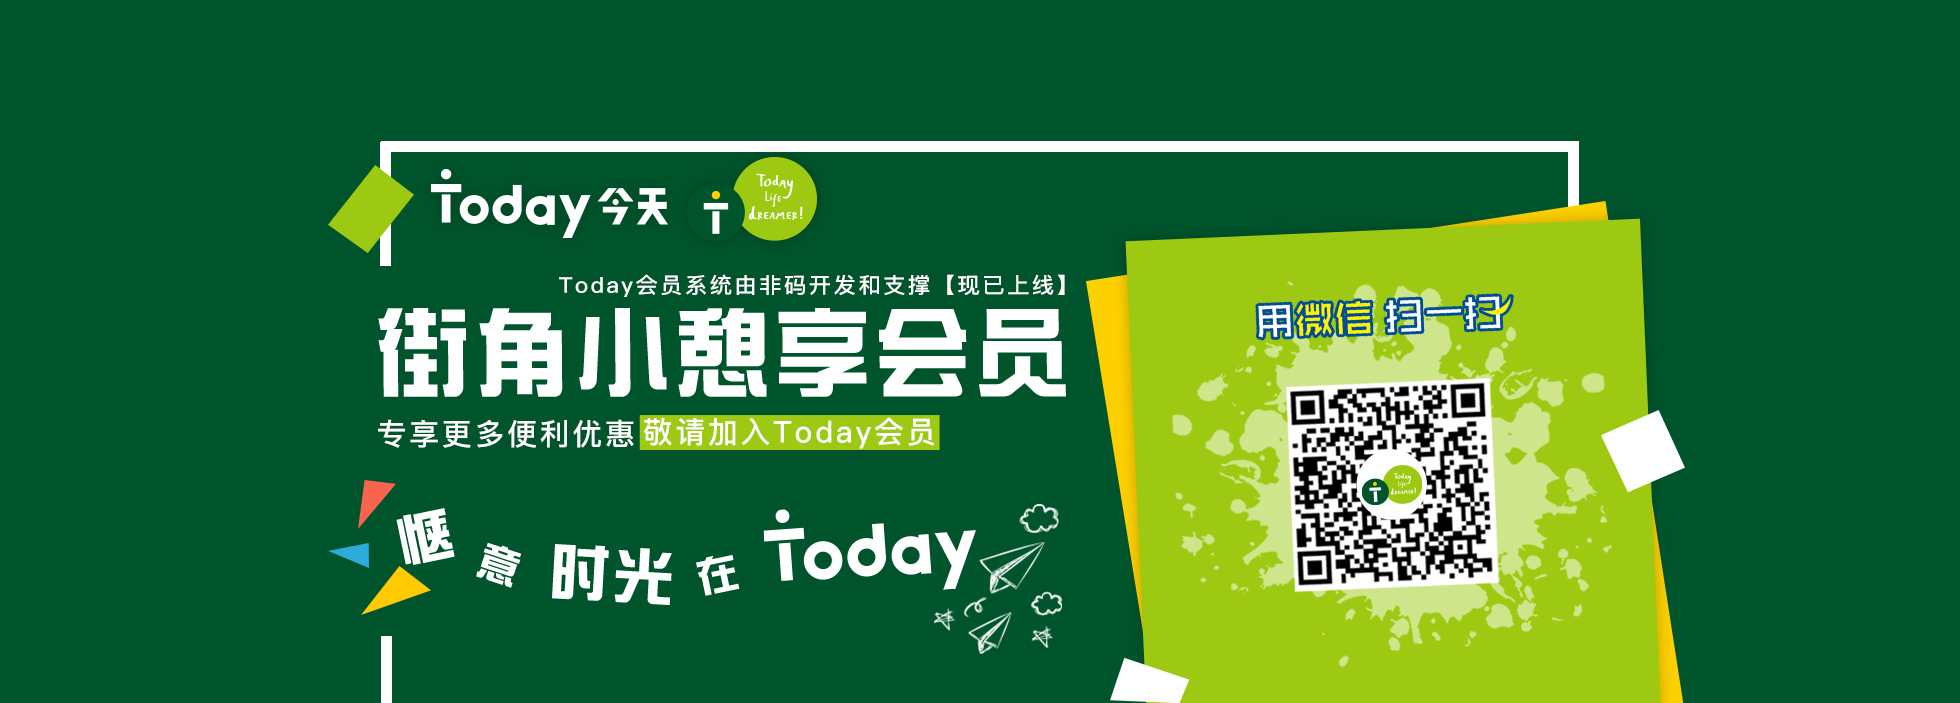 Today 今天
Today
Life
dREAMER!
Today会员系统由非码开发和支撑【现已上线】
街角小憩享会员
专享更多便利优惠 敬请加入Today会员
惬意时光在Today
用微信 扫一扫
Today
Life
dREAMER!